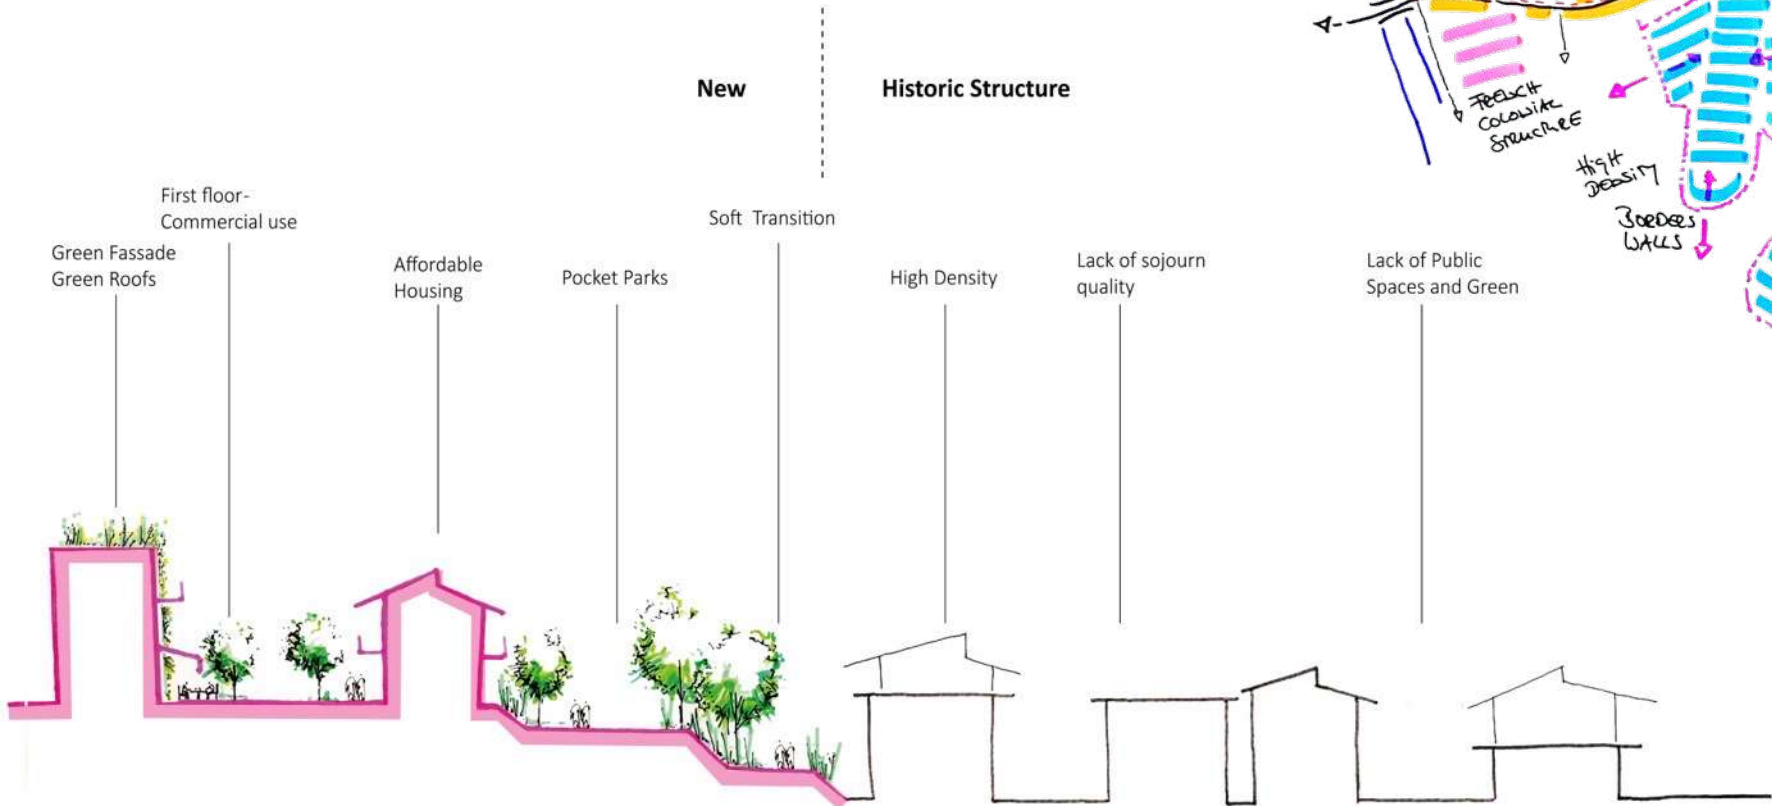 New
Historic Structure
First floor-
Commercial use
Green Fassade
Green Roofs
Affordable
Housing
Pocket Parks
Soft Transition
High Density
Lack of sojourn
quality
Lack of Public
Spaces and Green
FRENCH
COLONIAL
STRUCTURE
HIGH
DENSITY
BORDERS
WALLS